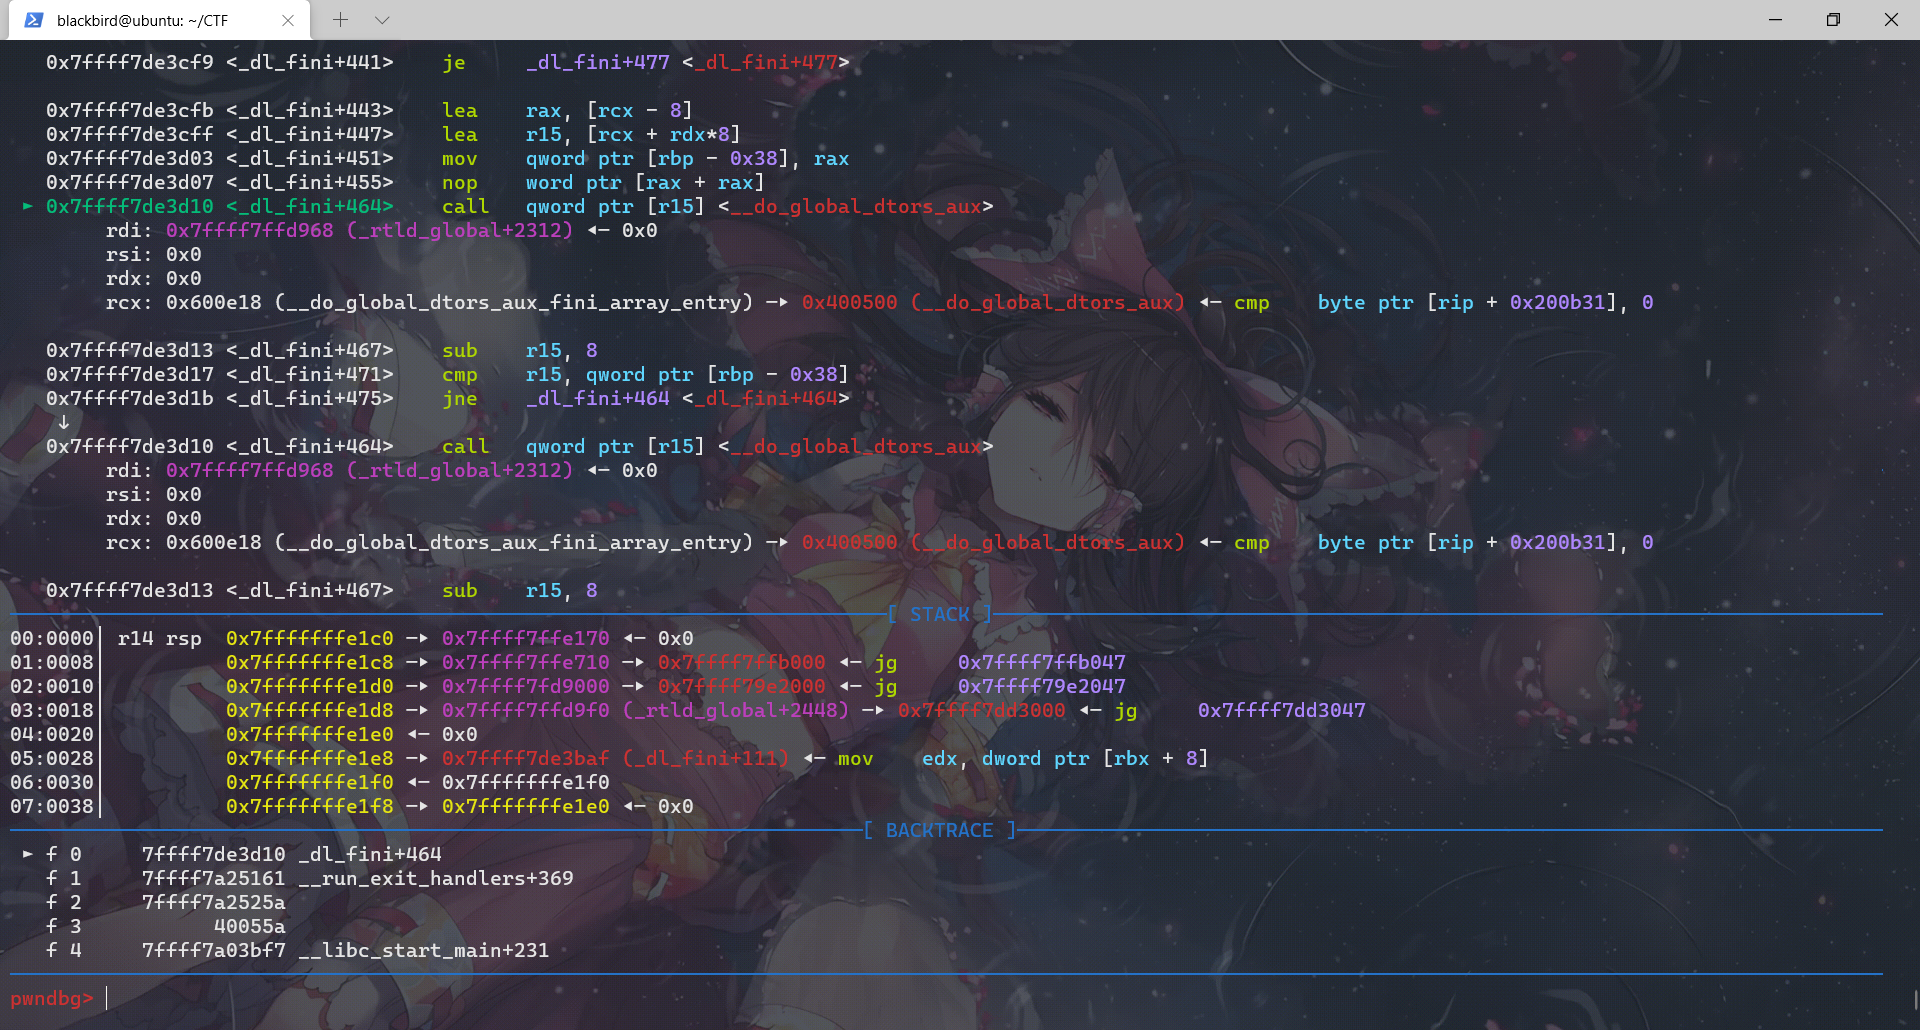 blackbird@ubuntu: ~/CTF
0x7ffff7de3cf9 <_dl_fini+441>    je     _dl_fini+477 <_dl_fini+477>
0x7ffff7de3cfb <_dl_fini+443>    lea    rax, [rcx - 8]
0x7ffff7de3cff <_dl_fini+447>    lea    r15, [rcx + rdx*8]
0x7ffff7de3d03 <_dl_fini+451>    mov    qword ptr [rbp - 0x38], rax
0x7ffff7de3d07 <_dl_fini+455>    nop    word ptr [rax + rax]
► 0x7ffff7de3d10 <_dl_fini+464>    call   qword ptr [r15] <__do_global_dtors_aux>
rdi: 0x7ffff7ffd968 (_rtld_global+2312) ◂— 0x0
rsi: 0x0
rdx: 0x0
rcx: 0x600e18 (__do_global_dtors_aux_fini_array_entry) —▸ 0x400500 (__do_global_dtors_aux) ◂— cmp    byte ptr [rip + 0x200b31], 0
0x7ffff7de3d13 <_dl_fini+467>    sub    r15, 8
0x7ffff7de3d17 <_dl_fini+471>    cmp    r15, qword ptr [rbp - 0x38]
0x7ffff7de3d1b <_dl_fini+475>    jne    _dl_fini+464 <_dl_fini+464>
↓
0x7ffff7de3d10 <_dl_fini+464>    call   qword ptr [r15] <__do_global_dtors_aux>
rdi: 0x7ffff7ffd968 (_rtld_global+2312) ◂— 0x0
rsi: 0x0
rdx: 0x0
rcx: 0x600e18 (__do_global_dtors_aux_fini_array_entry) —▸ 0x400500 (__do_global_dtors_aux) ◂— cmp    byte ptr [rip + 0x200b31], 0
0x7ffff7de3d13 <_dl_fini+467>    sub    r15, 8
[ STACK ]
00:0000│ r14 rsp  0x7fffffffe1c0 —▸ 0x7ffff7ffe170 ◂— 0x0
01:0008│          0x7fffffffe1c8 —▸ 0x7ffff7ffe710 —▸ 0x7ffff7ffb000 ◂— jg     0x7ffff7ffb047
02:0010│          0x7fffffffe1d0 —▸ 0x7ffff7fd9000 —▸ 0x7ffff79e2000 ◂— jg     0x7ffff79e2047
03:0018│          0x7fffffffe1d8 —▸ 0x7ffff7ffd9f0 (_rtld_global+2448) —▸ 0x7ffff7dd3000 ◂— jg     0x7ffff7dd3047
04:0020│          0x7fffffffe1e0 ◂— 0x0
05:0028│          0x7fffffffe1e8 —▸ 0x7ffff7de3baf (_dl_fini+111) ◂— mov    edx, dword ptr [rbx + 8]
06:0030│          0x7fffffffe1f0 ◂— 0x7fffffffe1f0
07:0038│          0x7fffffffe1f8 —▸ 0x7fffffffe1e0 ◂— 0x0
[ BACKTRACE ]
► f 0     7ffff7de3d10 _dl_fini+464
f 1     7ffff7a25161 __run_exit_handlers+369
f 2     7ffff7a2525a
f 3           40055a
f 4     7ffff7a03bf7 __libc_start_main+231
pwndbg>